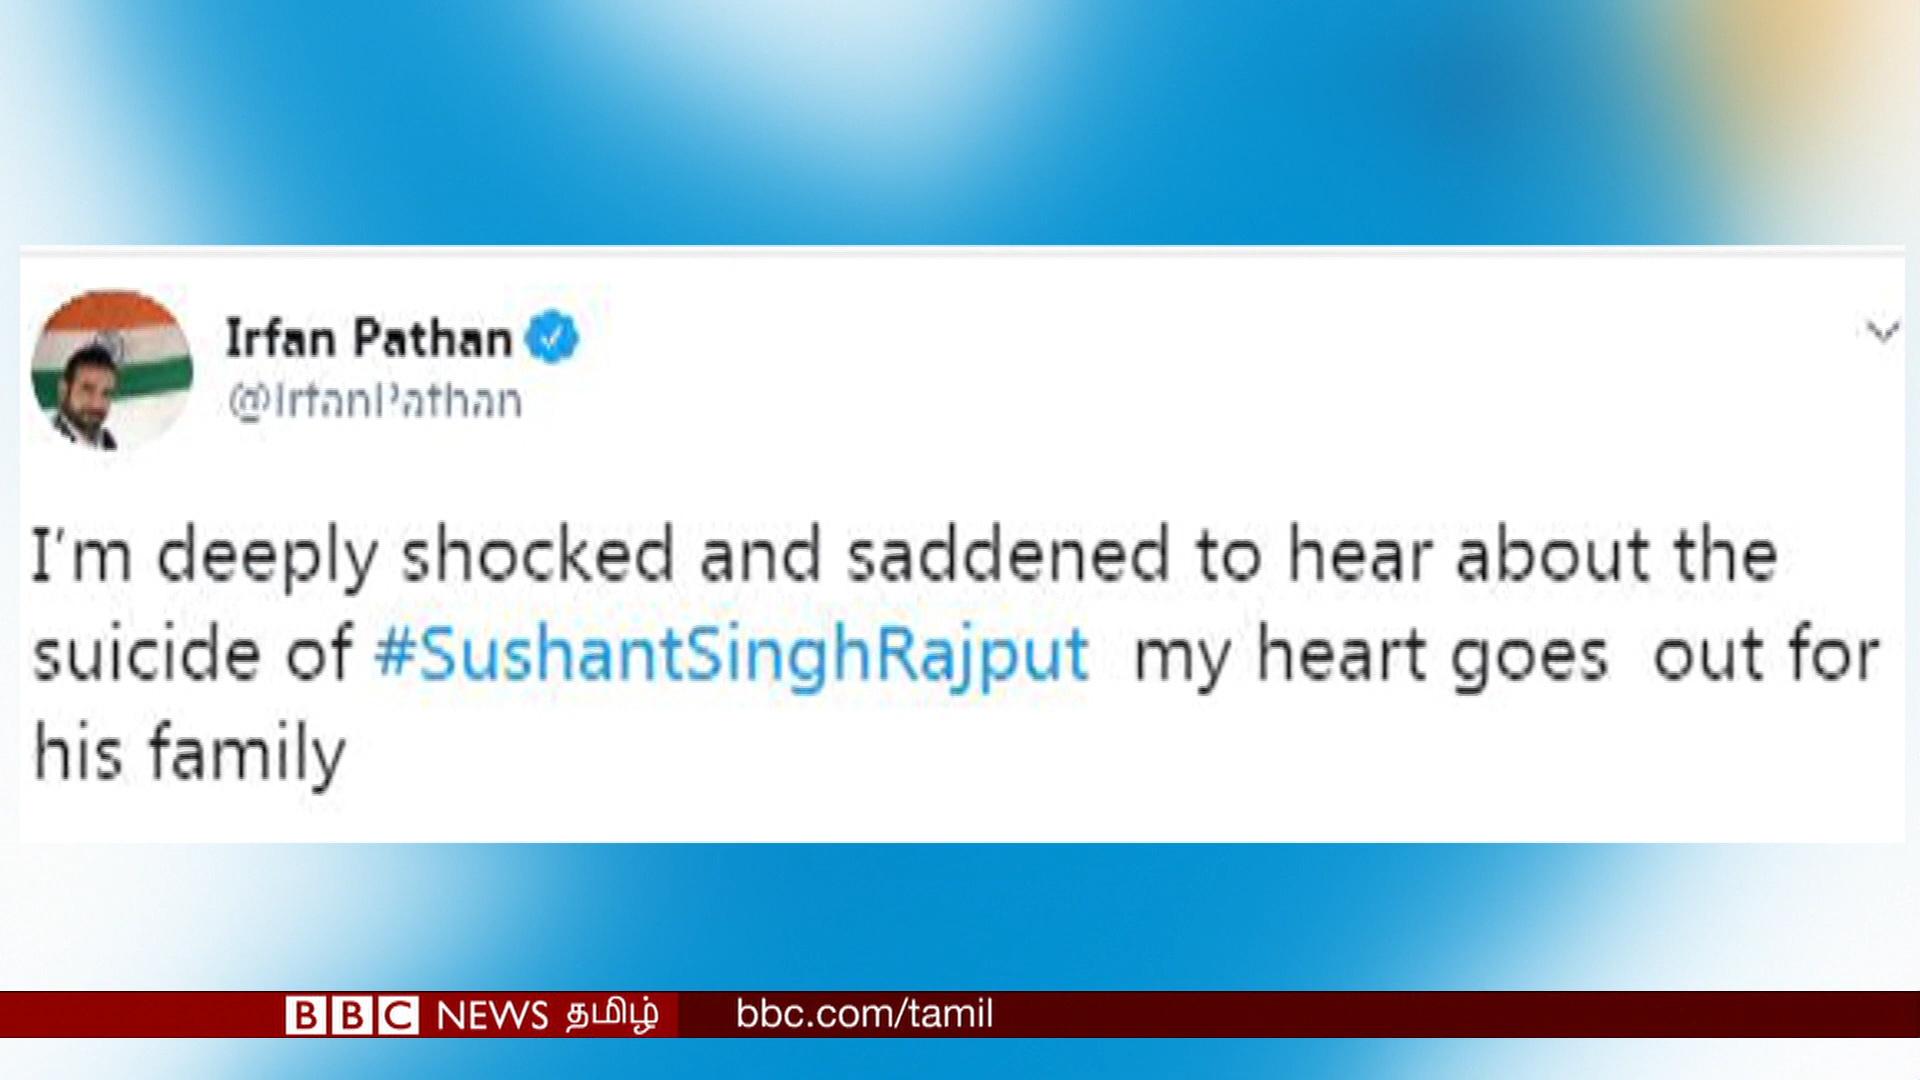 Irfan Pathan
@IrfanPathan
I'm deeply shocked and saddened to hear about the
suicide of #SushantSinghRajput my heart goes out for
his family
BBC NEWS தமிழ் bbc.com/tamil